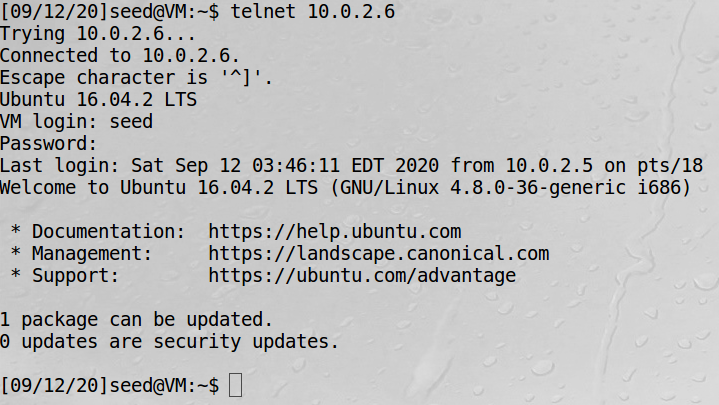 [09/12/20]seed@VM:~$ telnet 10.0.2.6
Trying 10.0.2.6...
Connected to 10.0.2.6.
Escape character is '^]'.
Ubuntu 16.04.2 LTS
VM login: seed
Password:
Last login: Sat Sep 12 03:46:11 EDT 2020 from 10.0.2.5 on pts/18
Welcome to Ubuntu 16.04.2 LTS (GNU/Linux 4.8.0-36-generic i686)
* Documentation:  https://help.ubuntu.com
* Management:     https://landscape.canonical.com
* Support:        https://ubuntu.com/advantage
1 package can be updated.
0 updates are security updates.
[09/12/20]seed@VM:~$